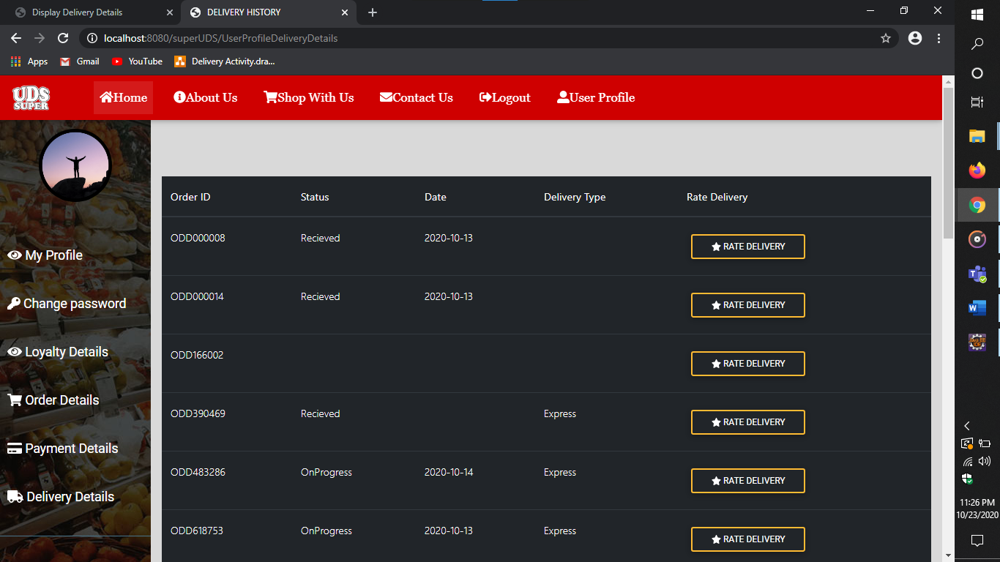 Display Delivery Details
DELIVERY HISTORY
localhost:8080/superUDS/UserProfileDeliveryDetails
Apps
Gmail
YouTube
Delivery Activity.dra...
UDS
SUPER
Home
About Us
Shop With Us
Contact Us
Logout
User Profile
My Profile
Change password
Loyalty Details
Order Details
Payment Details
Delivery Details
Order ID Status Date Delivery Type Rate Delivery
ODD000008 Recieved 2020-10-13 RATE DELIVERY
ODD000014 Recieved 2020-10-13 RATE DELIVERY
ODD166002 RATE DELIVERY
ODD390469 Recieved Express RATE DELIVERY
ODD483286 OnProgress 2020-10-14 Express RATE DELIVERY
ODD618753 OnProgress 2020-10-13 Express RATE DELIVERY
11:26 PM
10/23/2020